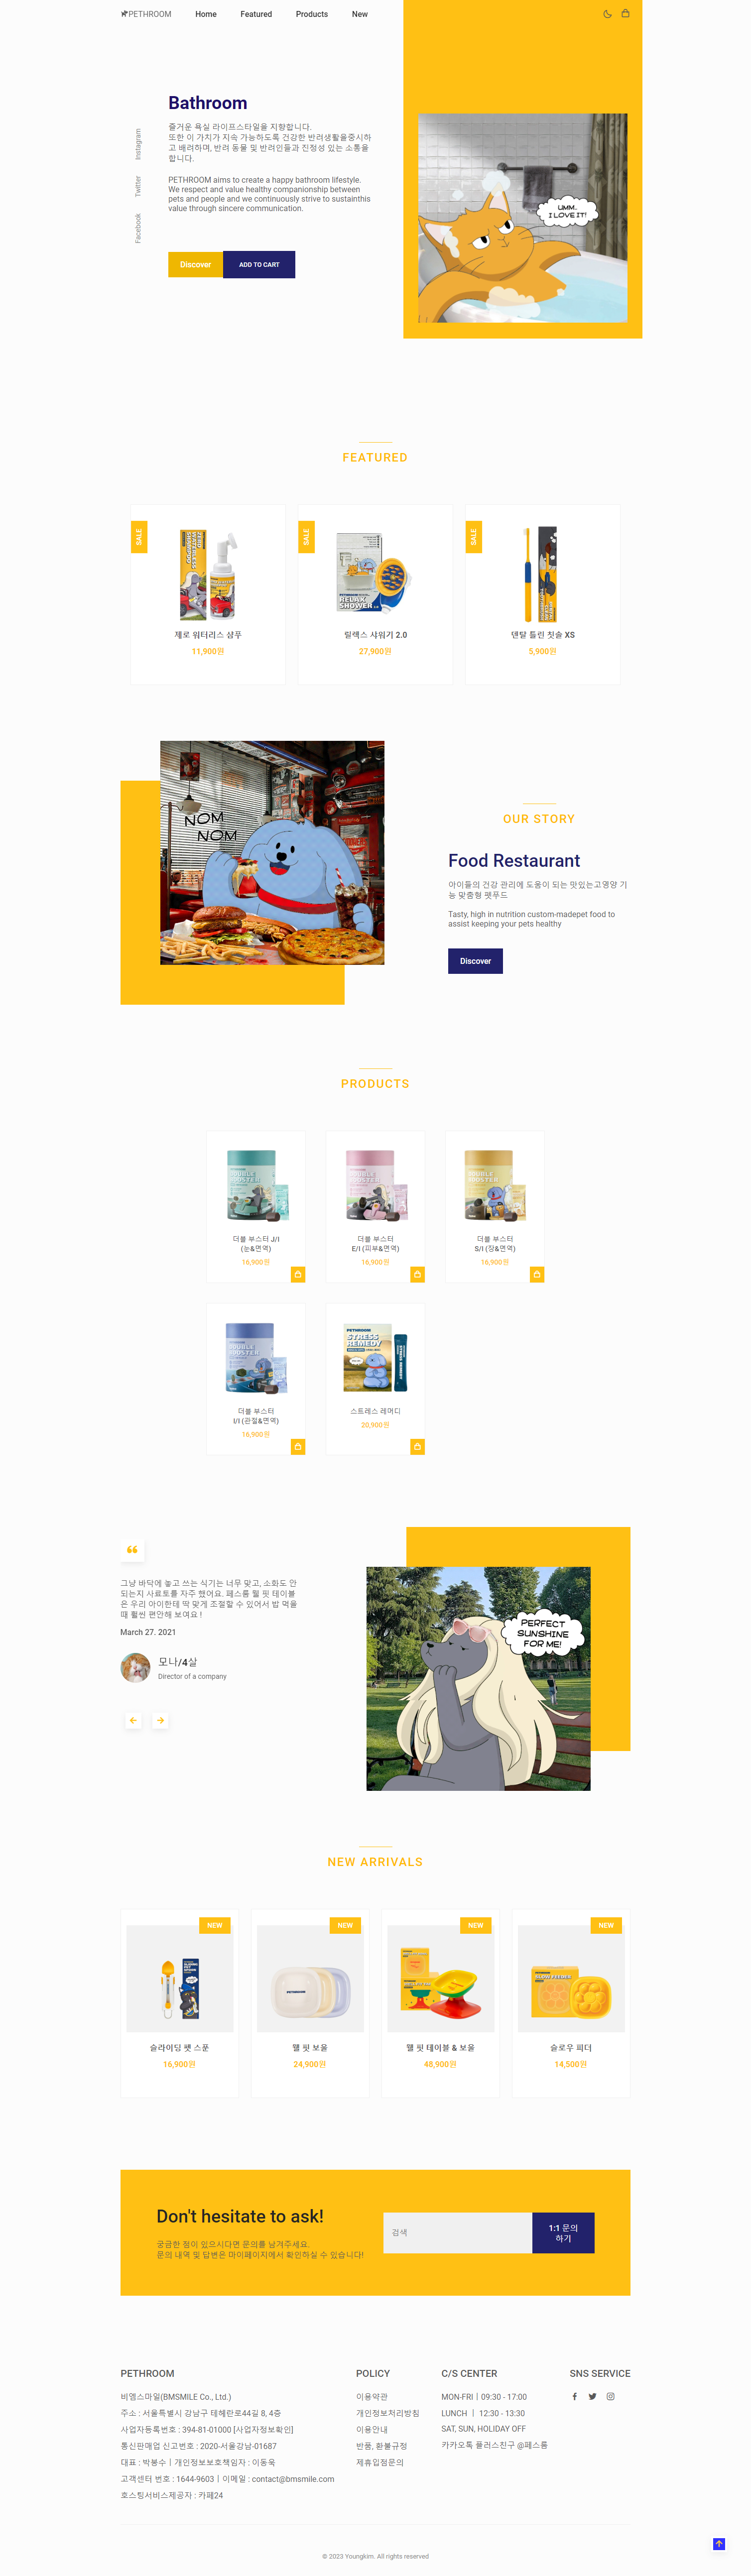 PETHROOM
Home
Featured
Products
New
Instagram
Twitter
Facebook
Bathroom
즐거운 욕실 라이프스타일을 지향합니다.
또한 이 가치가 지속 가능하도록 건강한 반려생활을중시하
고 배려하며, 반려 동물 및 반려인들과 진정성 있는 소통을
합니다.
PETHROOM aims to create a happy bathroom lifestyle.
We respect and value healthy companionship between
pets and people and we continuously strive to sustainthis
value through sincere communication.
Discover
ADD TO CART
UMM..
I LOVE IT!
FEATURED
SALE
제로 워터리스 샴푸
11,900원
SALE
RELAX
SHOWER
릴렉스 샤워기 2.0
27,900원
SALE
덴탈 틀린 칫솔 XS
5,900원
NOM
NOM
OUR STORY
Food Restaurant
아이들의 건강 관리에 도움이 되는 맛있는고영양 기
능 맞춤형 펫푸드
Tasty, high in nutrition custom-madepet food to
assist keeping your pets healthy
Discover
PRODUCTS
DOUBLE
BOOSTER
더블 부스터 J/I
(눈&면역)
16,900원
DOUBLE
BOOSTER
더블 부스터
E/I (피부&면역)
16,900원
DOUBLE
BOOSTER
더블 부스터
S/I (장&면역)
16,900원
DOUBLE
BOOSTER
더블 부스터
I/I (관절&면역)
16,900원
PETHROOM
STRESS
REMEDY
스트레스 레머디
20,900원
그냥 바닥에 놓고 쓰는 식기는 너무 맞고, 소화도 안
되는지 사료토를 자주 했어요. 페스룸 웰 핏 테이블
은 우리 아이한테 딱 맞게 조절할 수 있어서 밥 먹을
때 훨씬 편안해 보여요 !
March 27. 2021
모나/4살
Director of a company
PERFECT
SUNSHINE
FOR ME!
NEW ARRIVALS
NEW
슬라이딩 펫 스푼
16,900원
NEW
PETHROOM
웰 핏 보울
24,900원
NEW
웰 핏 테이블 & 보울
48,900원
NEW
SLOW FEEDER
슬로우 피더
14,500원
Don't hesitate to ask!
궁금한 점이 있으시다면 문의를 남겨주세요.
문의 내역 및 답변은 마이페이지에서 확인하실 수 있습니다!
검색
1:1 문의
하기
PETHROOM
비엠스마일(BMSMILE Co., Ltd.)
주소 : 서울특별시 강남구 테헤란로44길 8, 4층
사업자등록번호 : 394-81-01000 [사업자정보확인]
통신판매업 신고번호 : 2020-서울강남-01687
대표 : 박봉수 | 개인정보보호책임자 : 이동욱
고객센터 번호 : 1644-9603 | 이메일 : contact@bmsmile.com
호스팅서비스제공자 : 카페24
POLICY
이용약관
개인정보처리방침
이용안내
반품, 환불규정
제휴입점문의
C/S CENTER
MON-FRI | 09:30 - 17:00
LUNCH | 12:30 - 13:30
SAT, SUN, HOLIDAY OFF
카카오톡 플러스친구 @페스룸
SNS SERVICE
© 2023 Youngkim. All rights reserved